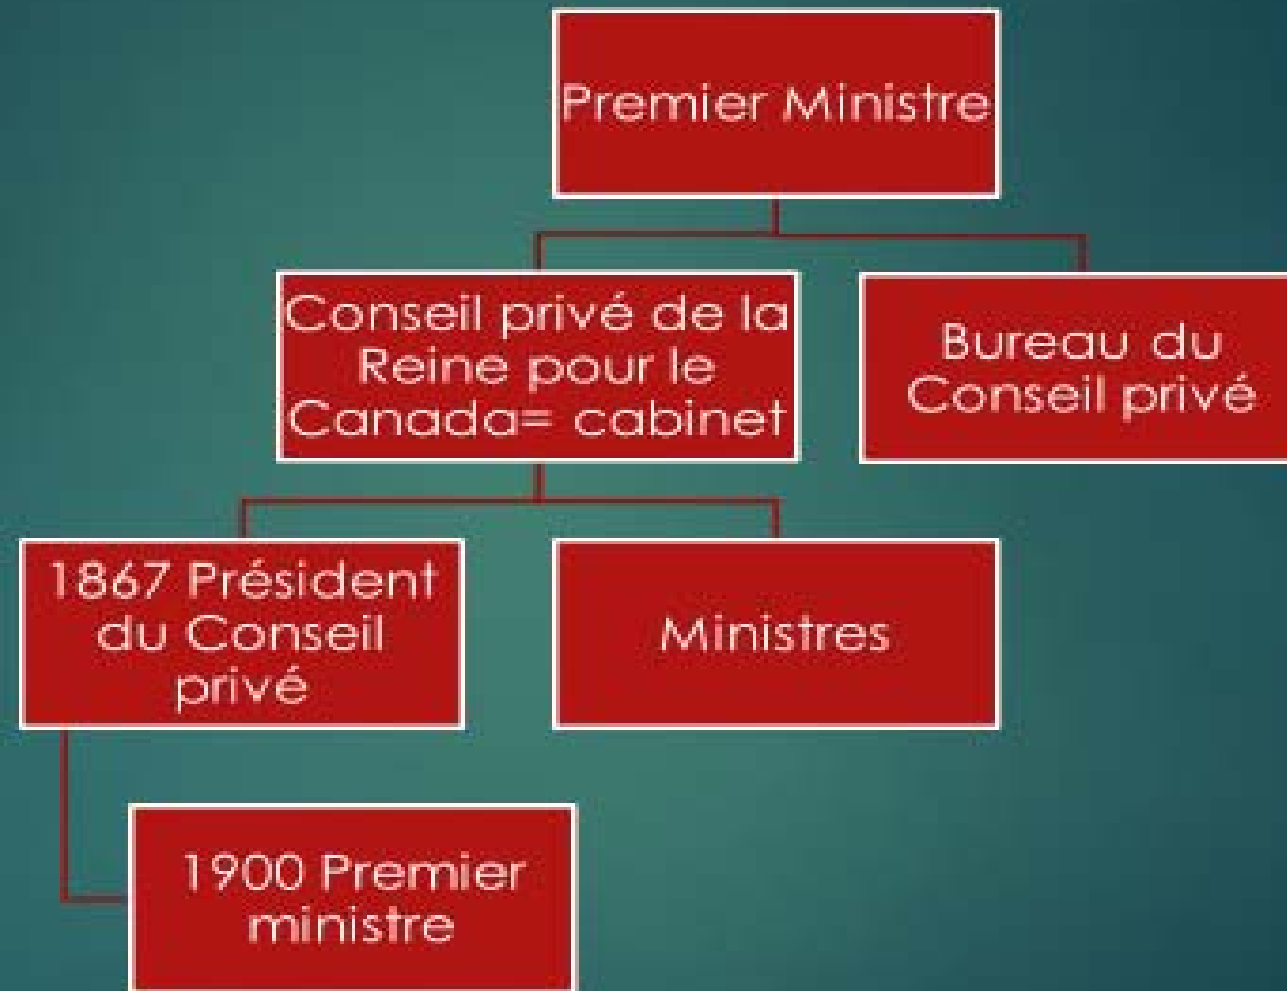 Premier Ministre
Conseil privé de la
Reine pour le
Canada= cabinet
Bureau du
Conseil privé
1867 Président
du Conseil
privé
Ministres
1900 Premier
ministre